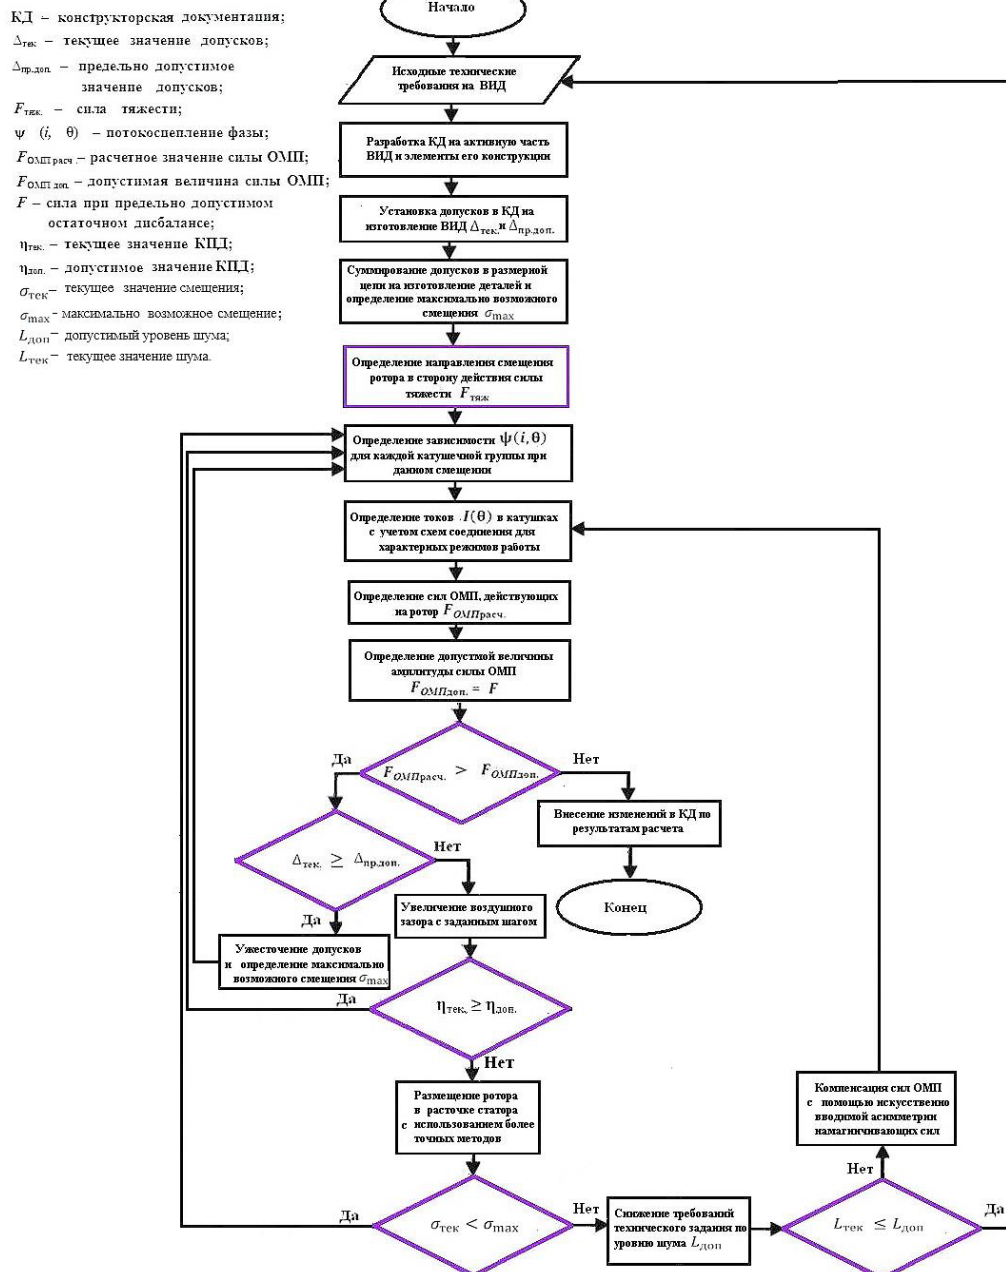 КД – конструкторская документация;
Δтек – текущее значение допусков;
Δпр.доп. – предельно допустимое
значение допусков;
Fтяж. – сила тяжести;
ψ (i, θ) – потокосцепление фазы;
FОМП расч. – расчетное значение силы ОМП;
FОМП доп. – допустимая величина силы ОМП;
F – сила при предельно допустимом
остаточном дисбалансе;
ηтек. – текущее значение КПД;
ηдоп. – допустимое значение КПД;
σтек – текущее значение смещения;
σmax - максимально возможное смещение;
Lдоп – допустимый уровень шума;
Lтек – текущее значение шума.
Начало
Исходные технические
требования на ВИД
Разработка КД на активную часть
ВИД и элементы его конструкции
Установка допусков в КД на
изготовление ВИД Δтек. и Δпр.доп.
Суммирование допусков в размерной
цепи на изготовление деталей и
определение максимально возможного
смещения σmax
Определение направления смещения
ротора в сторону действия силы
тяжести Fтяж
Определение зависимости ψ(i,θ)
для каждой катушечной группы при
данном смещении
Определение токов I(θ) в катушках
с учетом схем соединения для
характерных режимов работы
Определение сил ОМП, действующих
на ротор FОМПрасч.
Определение допустмой величины
амплитуды силы ОМП
FОМПдоп. = F
FОМПрасч. > FОМПдоп.
Да
Нет
Внесение изменений в КД по
результатам расчета
Конец
Δтек. ≥ Δпр.доп.
Нет
Да
Увеличение воздушного
зазора с заданным шагом
Ужесточение допусков
и определение максимально
возможного смещения σmax
ηтек. ≥ ηдоп.
Да
Нет
Размещение ротора
в расточке статора
с использованием более
точных методов
σтек < σmax
Да
Нет
Снижение требований
технического задания по
уровню шума Lдоп
Lтек ≤ Lдоп
Да
Нет
Компенсация сил ОМП
с помощью искусственно
вводимой асимметрии
намагничивающих сил